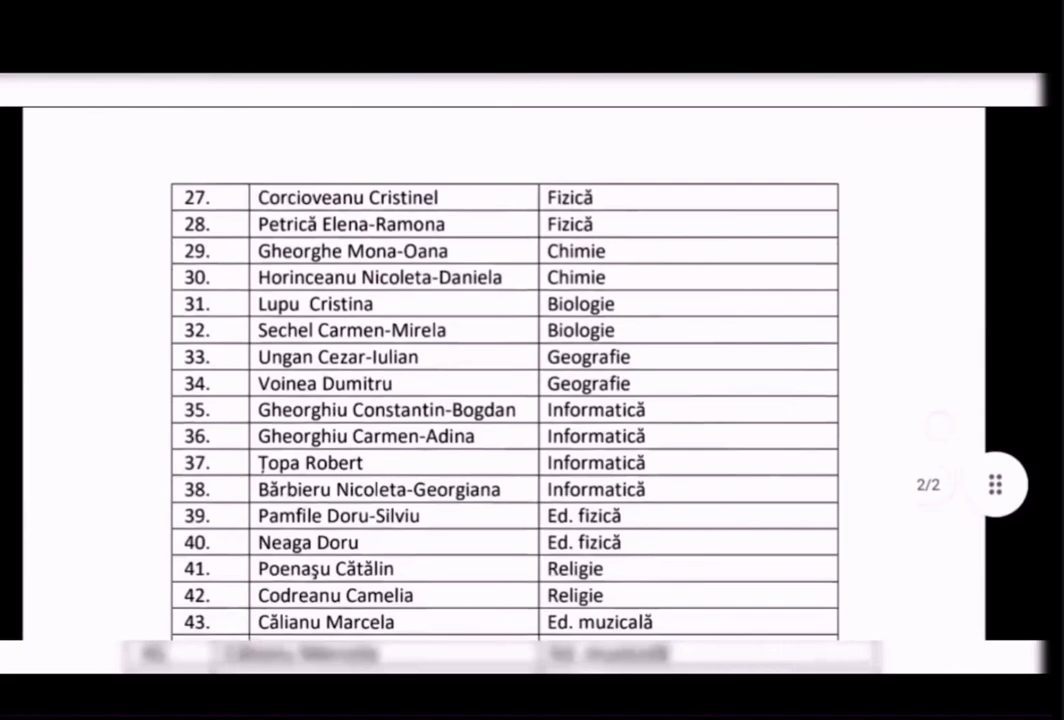 27. Corcioveanu Cristinel Fizică
28. Petrică Elena-Ramona Fizică
29. Gheorghe Mona-Oana Chimie
30. Horinceanu Nicoleta-Daniela Chimie
31. Lupu Cristina Biologie
32. Sechel Carmen-Mirela Biologie
33. Ungan Cezar-Iulian Geografie
34. Voinea Dumitru Geografie
35. Gheorghiu Constantin-Bogdan Informatică
36. Gheorghiu Carmen-Adina Informatică
37. Țopa Robert Informatică
38. Bărbieru Nicoleta-Georgiana Informatică
39. Pamfile Doru-Silviu Ed. fizică
40. Neaga Doru Ed. fizică
41. Poenaşu Cătălin Religie
42. Codreanu Camelia Religie
43. Călianu Marcela Ed. muzicală
2/2